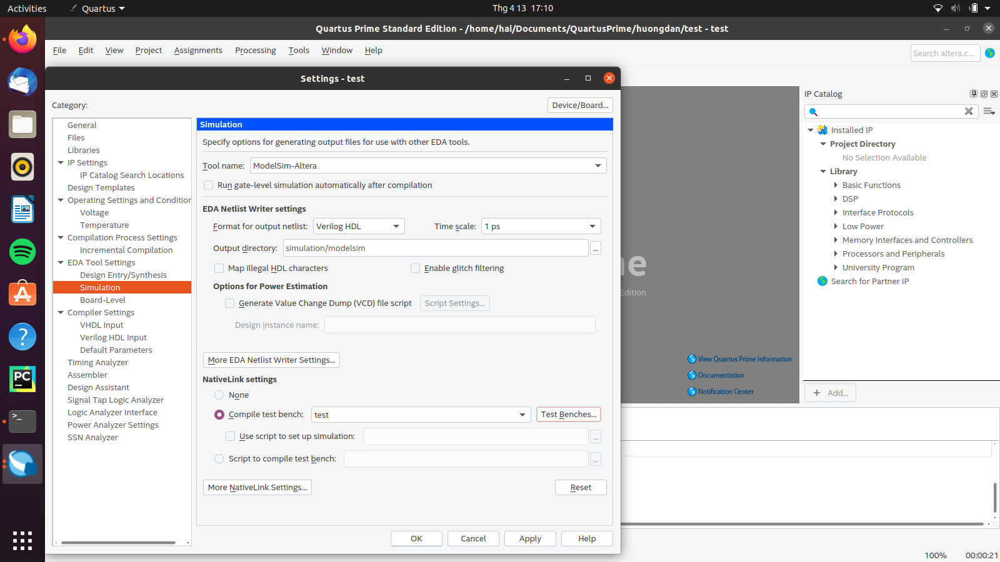 Activities
Quartus
Thg 4 13 17:10
Quartus Prime Standard Edition - /home/hai/Documents/QuartusPrime/huongdan/test - test
File Edit View Project Assignments Processing Tools Window Help
Search altera.c...
Settings - test
Category:
Device/Board...
General
Files
Libraries
IP Settings
IP Catalog Search Locations
Design Templates
Operating Settings and Condition
Voltage
Temperature
Compilation Process Settings
Incremental Compilation
EDA Tool Settings
Design Entry/Synthesis
Simulation
Board-Level
Compiler Settings
VHDL Input
Verilog HDL Input
Default Parameters
Timing Analyzer
Assembler
Design Assistant
Signal Tap Logic Analyzer
Logic Analyzer Interface
Power Analyzer Settings
SSN Analyzer
Simulation
Specify options for generating output files for use with other EDA tools.
Tool name: ModelSim-Altera
Run gate-level simulation automatically after compilation
EDA Netlist Writer settings
Format for output netlist: Verilog HDL Time scale: 1 ps
Output directory: simulation/modelsim ...
Map illegal HDL characters Enable glitch filtering
Options for Power Estimation
Generate Value Change Dump (VCD) file script Script Settings...
Design instance name:
More EDA Netlist Writer Settings...
NativeLink settings
None
Compile test bench: test Test Benches...
Use script to set up simulation: ...
Script to compile test bench: ...
More NativeLink Settings... Reset
OK Cancel Apply Help
ne
Edition
View Quartus Prime Information
Documentation
Notification Center
IP Catalog
Installed IP
Project Directory
No Selection Available
Library
Basic Functions
DSP
Interface Protocols
Low Power
Memory Interfaces and Controllers
Processors and Peripherals
University Program
Search for Partner IP
+ Add...
100% 00:00:21
PC
>_
?